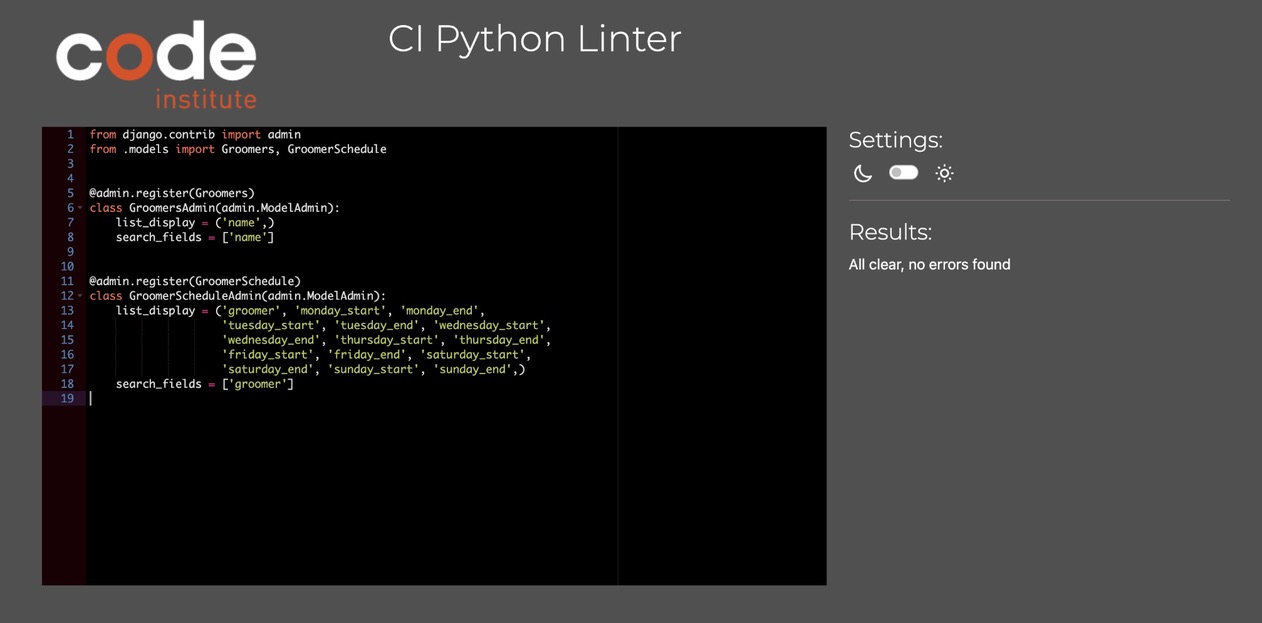 code
institute
CI Python Linter
1 from django.contrib import admin
2 from .models import Groomers, GroomerSchedule
3
4
5 @admin.register(Groomers)
6 class GroomersAdmin(admin.ModelAdmin):
7     list_display = ('name',)
8     search_fields = ['name']
9
10
11 @admin.register(GroomerSchedule)
12 class GroomerScheduleAdmin(admin.ModelAdmin):
13     list_display = ('groomer', 'monday_start', 'monday_end',
14                     'tuesday_start', 'tuesday_end', 'wednesday_start',
15                     'wednesday_end', 'thursday_start', 'thursday_end',
16                     'friday_start', 'friday_end', 'saturday_start',
17                     'saturday_end', 'sunday_start', 'sunday_end',)
18     search_fields = ['groomer']
19
Settings:
Results:
All clear, no errors found